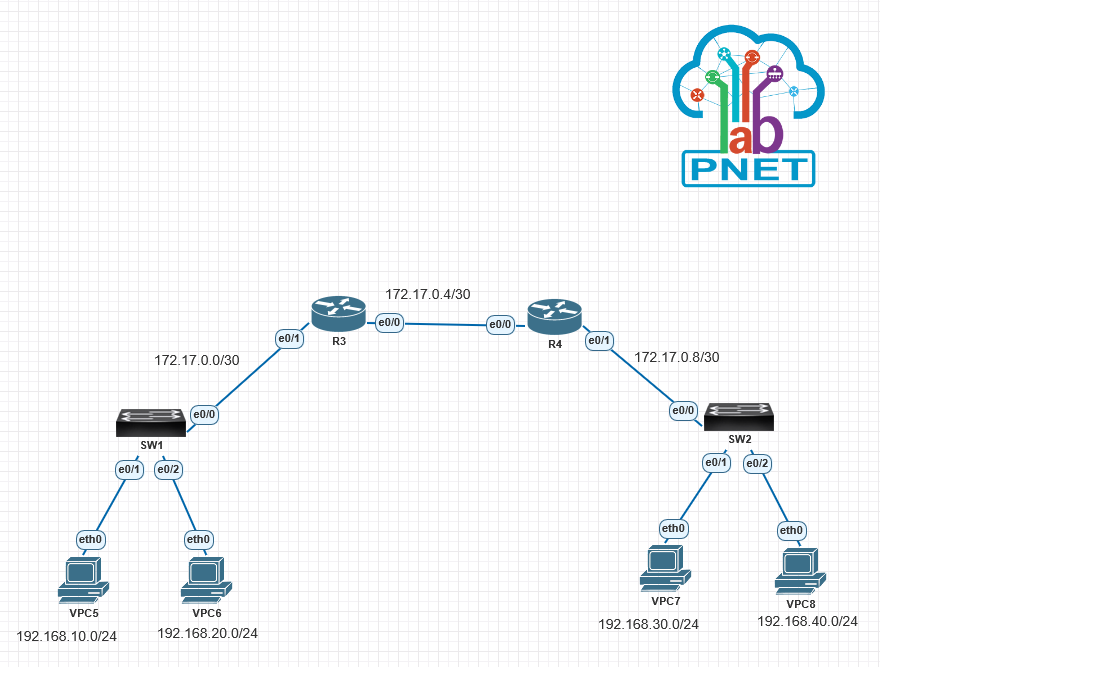 lab
PNET
172.17.0.4/30
e0/0
e0/0
R3
R4
e0/1
e0/1
172.17.0.0/30
172.17.0.8/30
e0/0
e0/0
SW1
SW2
e0/1
e0/2
e0/1
e0/2
eth0
eth0
eth0
eth0
VPC5
VPC6
VPC7
VPC8
192.168.10.0/24
192.168.20.0/24
192.168.30.0/24
192.168.40.0/24